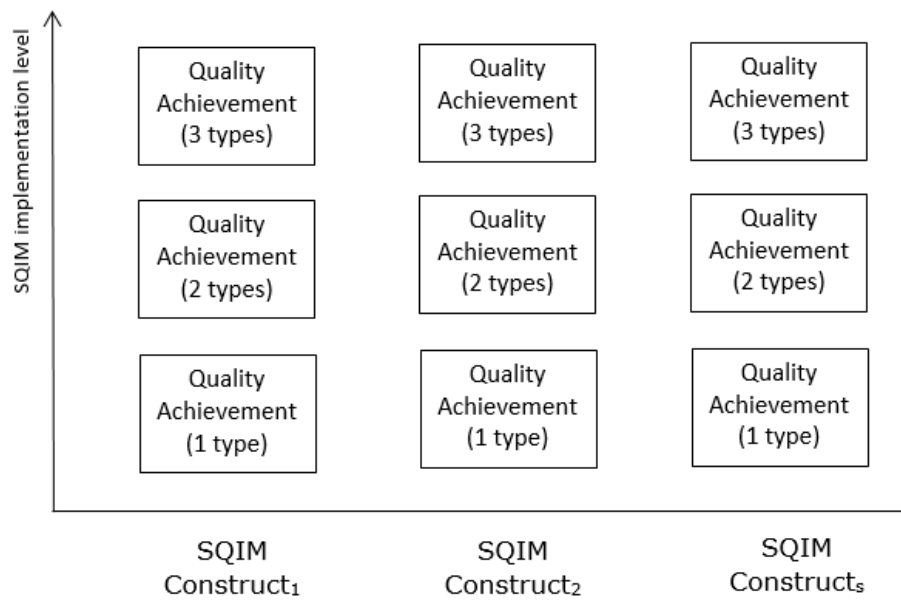 SQIM implementation level
Quality
Achievement
(3 types)
Quality
Achievement
(3 types)
Quality
Achievement
(3 types)
Quality
Achievement
(2 types)
Quality
Achievement
(2 types)
Quality
Achievement
(2 types)
Quality
Achievement
(1 type)
Quality
Achievement
(1 type)
Quality
Achievement
(1 type)
SQIM
Construct₁
SQIM
Construct₂
SQIM
Constructₛ